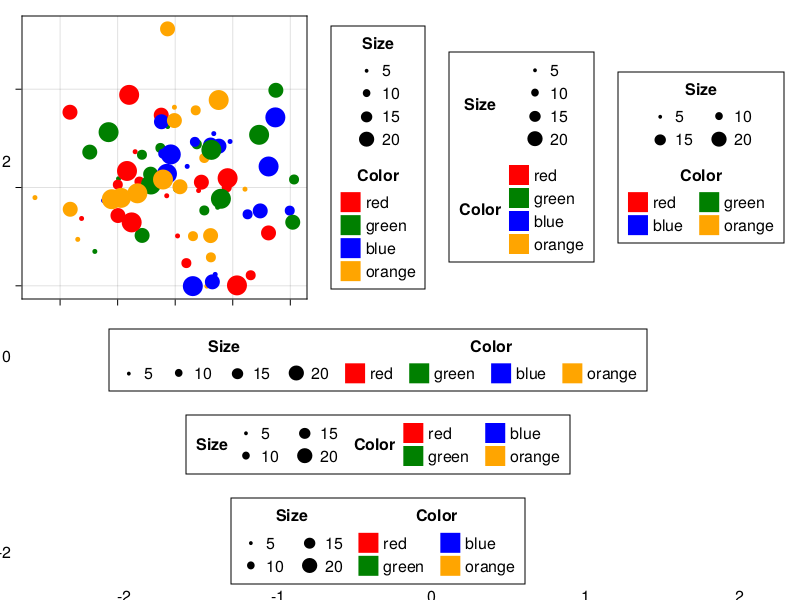 Size
5
10
15
20
Color
red
green
blue
orange
Size
5
10
15
20
Color
red
green
blue
orange
Size
5 10
15 20
Color
red green
blue orange
2
0
-2
Size Color
5 10 15 20 red green blue orange
Size 5 15 Color red blue
10 20 green orange
Size Color
5 15 red blue
10 20 green orange
-2 -1 0 1 2